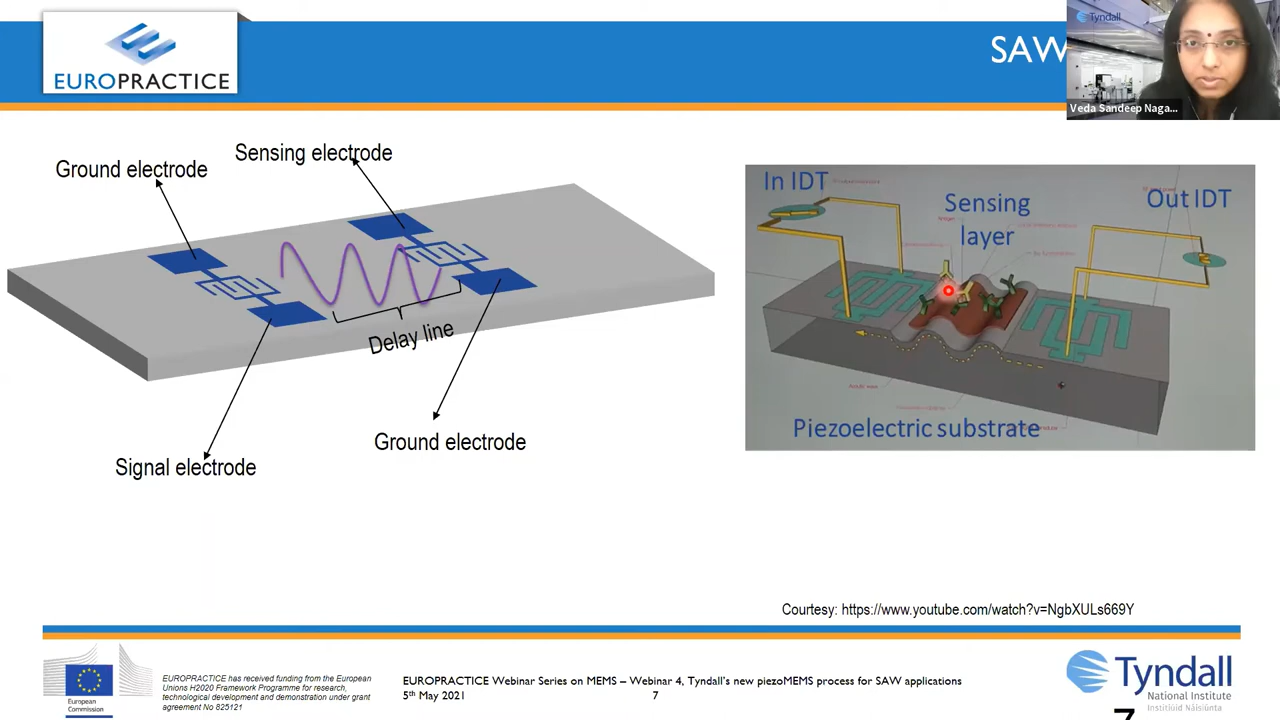 EUROPRACTICE
SAW
Tyndall
Veda Sandeep Naga...
Sensing electrode
Ground electrode
Delay line
Ground electrode
Signal electrode
In IDT
Sensing
layer
Out IDT
Piezoelectric substrate
Courtesy: https://www.youtube.com/watch?v=NgbXULs669Y
European
Commission
EUROPRACTICE has received funding from the European
Unions H2020 Framework Programme for research,
technological development and demonstration under grant
agreement No 825121
EUROPRACTICE Webinar Series on MEMS – Webinar 4, Tyndall's new piezoMEMS process for SAW applications
5th May 2021
7
Tyndall
National Institute
Institiúid Náisiúnta
7